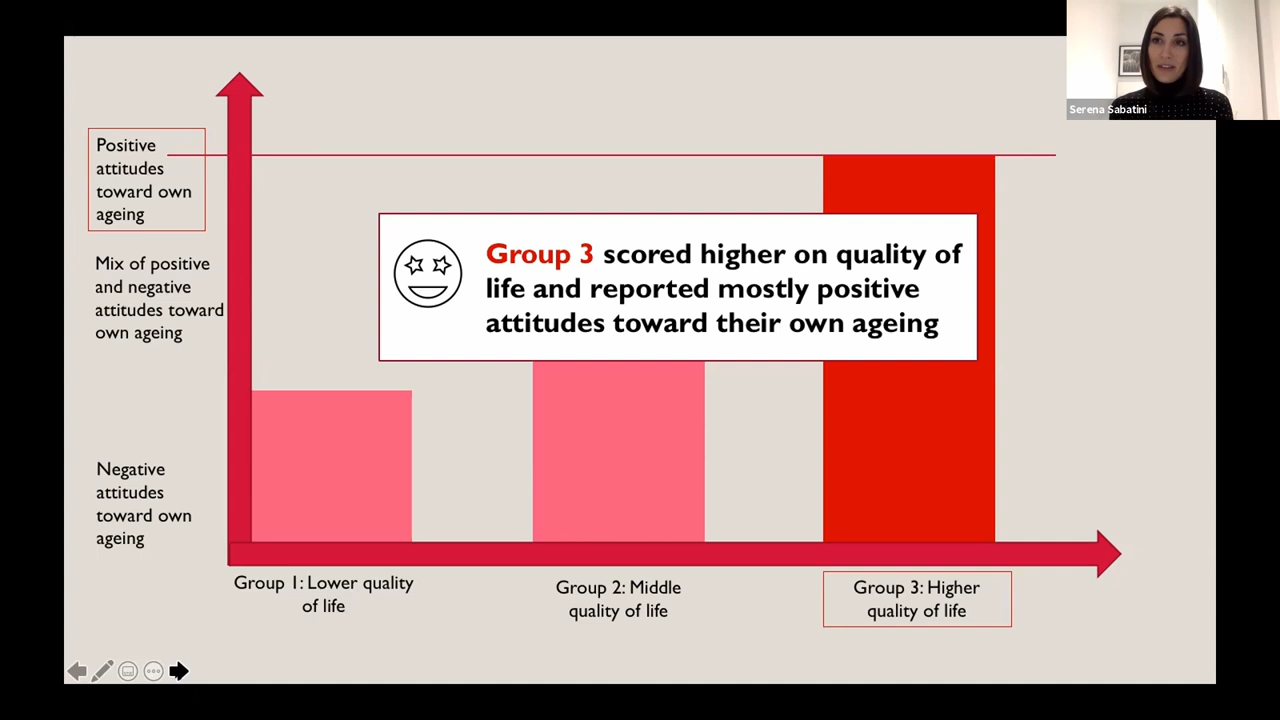 Serena Sabatini
Positive
attitudes
toward own
ageing
Mix of positive
and negative
attitudes toward
own ageing
Negative
attitudes
toward own
ageing
Group 3 scored higher on quality of
life and reported mostly positive
attitudes toward their own ageing
Group 1: Lower quality
of life
Group 2: Middle
quality of life
Group 3: Higher
quality of life